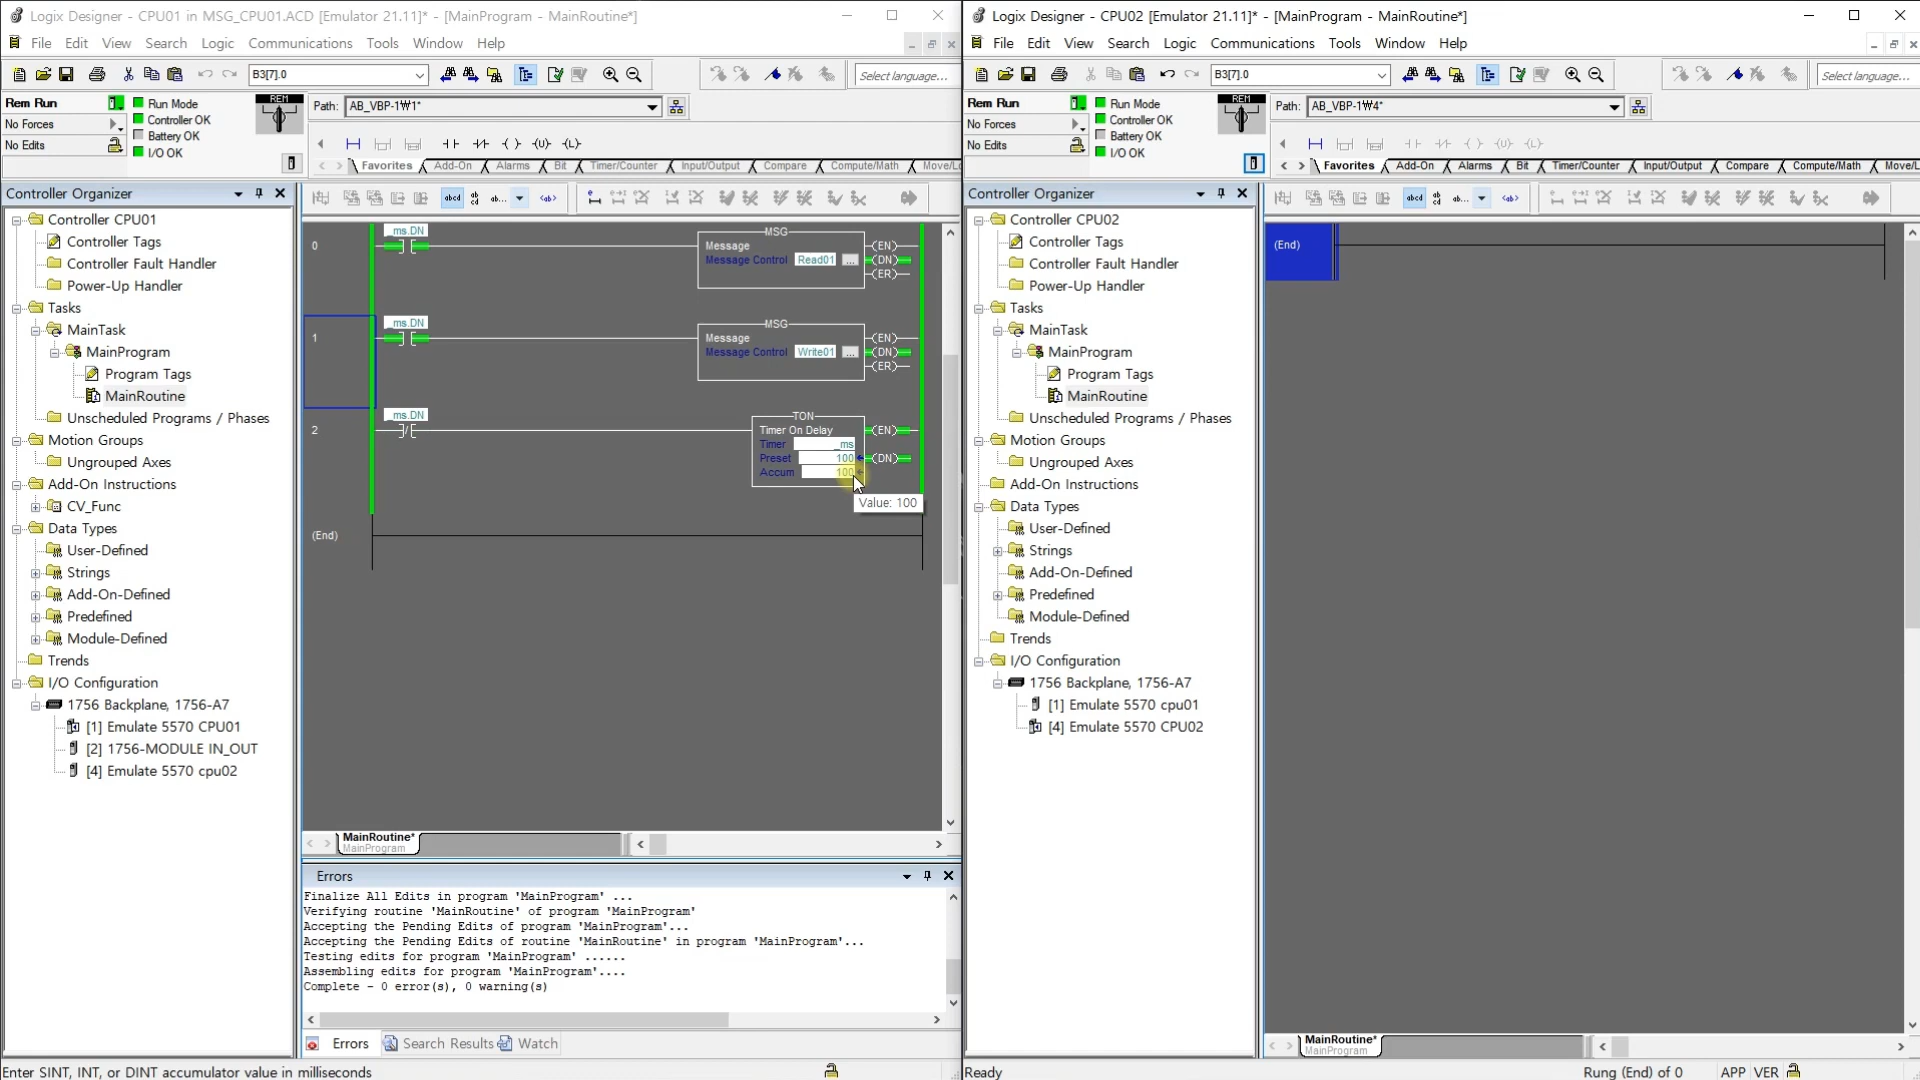 Logix Designer - CPU01 in MSG_CPU01.ACD [Emulator 21.11]* - [MainProgram - MainRoutine*]
File Edit View Search Logic Communications Tools Window Help
B3[7].0
Select language...
Rem Run
No Forces
No Edits
Run Mode
Controller OK
Battery OK
I/O OK
REM
Path: AB_VBP-1₩1*
Favorites Add-On Alarms Bit Timer/Counter Input/Output Compare Compute/Math Move/Lo
Controller Organizer
Controller CPU01
Controller Tags
Controller Fault Handler
Power-Up Handler
Tasks
MainTask
MainProgram
Program Tags
MainRoutine
Unscheduled Programs / Phases
Motion Groups
Ungrouped Axes
Add-On Instructions
CV_Func
Data Types
User-Defined
Strings
Add-On-Defined
Predefined
Module-Defined
Trends
I/O Configuration
1756 Backplane, 1756-A7
[1] Emulate 5570 CPU01
[2] 1756-MODULE IN_OUT
[4] Emulate 5570 cpu02
0
_ms.DN
MSG
Message
Message Control Read01 ...
(EN)
(DN)
(ER)
1
_ms.DN
MSG
Message
Message Control Write01 ...
(EN)
(DN)
(ER)
2
_ms.DN
TON
Timer On Delay
Timer _ms
Preset 100
Accum 100
(EN)
(DN)
Value: 100
(End)
MainRoutine*
MainProgram
Errors
Finalize All Edits in program 'MainProgram' ...
Verifying routine 'MainRoutine' of program 'MainProgram'
Accepting the Pending Edits of program 'MainProgram'...
Accepting the Pending Edits of routine 'MainRoutine' in program 'MainProgram'...
Testing edits for program 'MainProgram' ......
Assembling edits for program 'MainProgram'....
Complete - 0 error(s), 0 warning(s)
Errors Search Results Watch
Enter SINT, INT, or DINT accumulator value in milliseconds
Logix Designer - CPU02 [Emulator 21.11]* - [MainProgram - MainRoutine*]
File Edit View Search Logic Communications Tools Window Help
B3[7].0
Select language...
Rem Run
No Forces
No Edits
Run Mode
Controller OK
Battery OK
I/O OK
REM
Path: AB_VBP-1₩4*
Favorites Add-On Alarms Bit Timer/Counter Input/Output Compare Compute/Math Move/L
Controller Organizer
Controller CPU02
Controller Tags
Controller Fault Handler
Power-Up Handler
Tasks
MainTask
MainProgram
Program Tags
MainRoutine
Unscheduled Programs / Phases
Motion Groups
Ungrouped Axes
Add-On Instructions
Data Types
User-Defined
Strings
Add-On-Defined
Predefined
Module-Defined
Trends
I/O Configuration
1756 Backplane, 1756-A7
[1] Emulate 5570 cpu01
[4] Emulate 5570 CPU02
(End)
MainRoutine*
MainProgram
Ready
Rung (End) of 0 APP VER